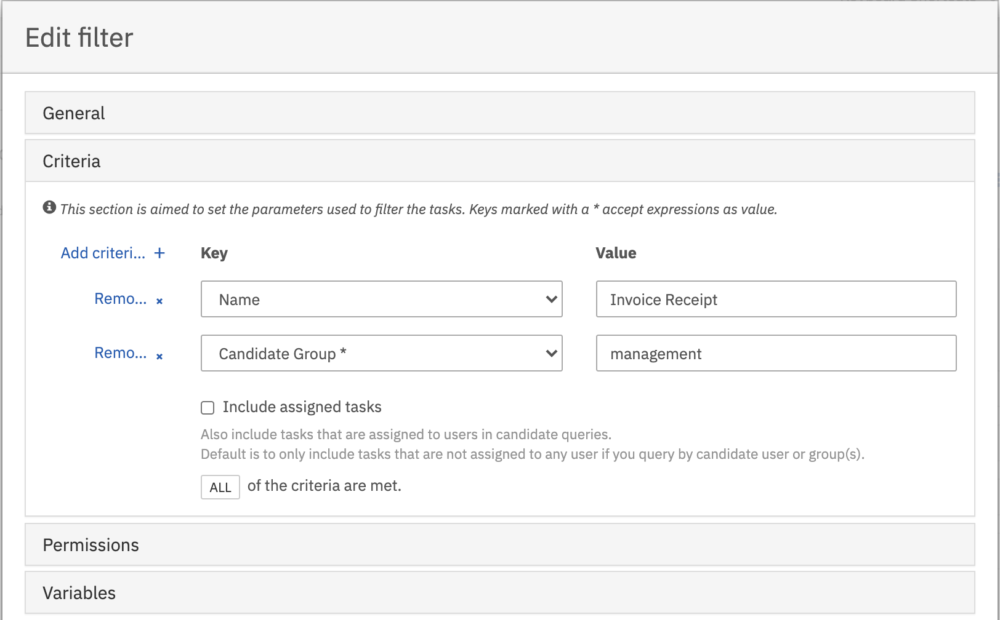 Edit filter
General
Criteria
This section is aimed to set the parameters used to filter the tasks. Keys marked with a * accept expressions as value.
Add criteri... + Key Value
Remo... × Name Invoice Receipt
Remo... × Candidate Group * management
Include assigned tasks
Also include tasks that are assigned to users in candidate queries.
Default is to only include tasks that are not assigned to any user if you query by candidate user or group(s).
ALL of the criteria are met.
Permissions
Variables